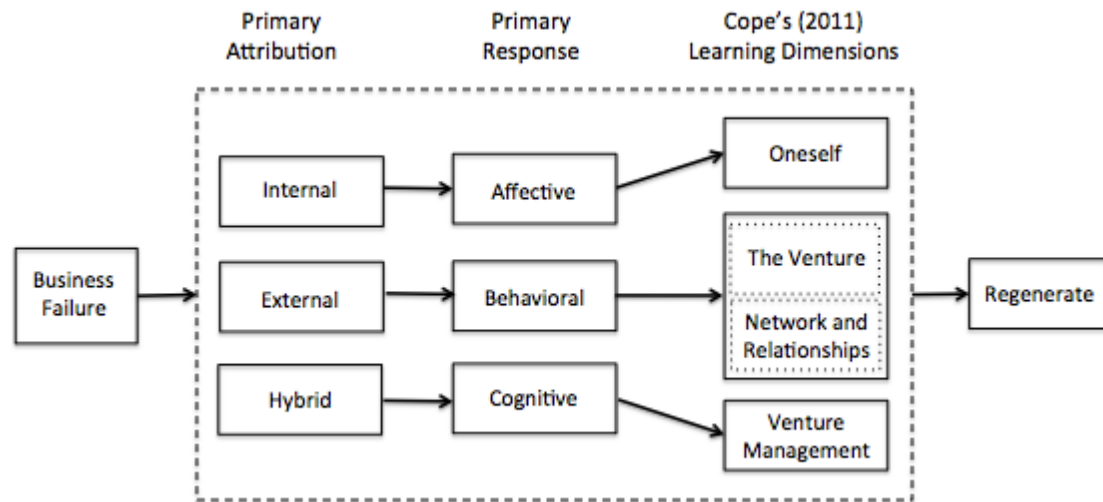 Primary
Attribution
Primary
Response
Cope's (2011)
Learning Dimensions
Business
Failure
Internal
Affective
Oneself
External
Behavioral
The Venture
Network and
Relationships
Hybrid
Cognitive
Venture
Management
Regenerate